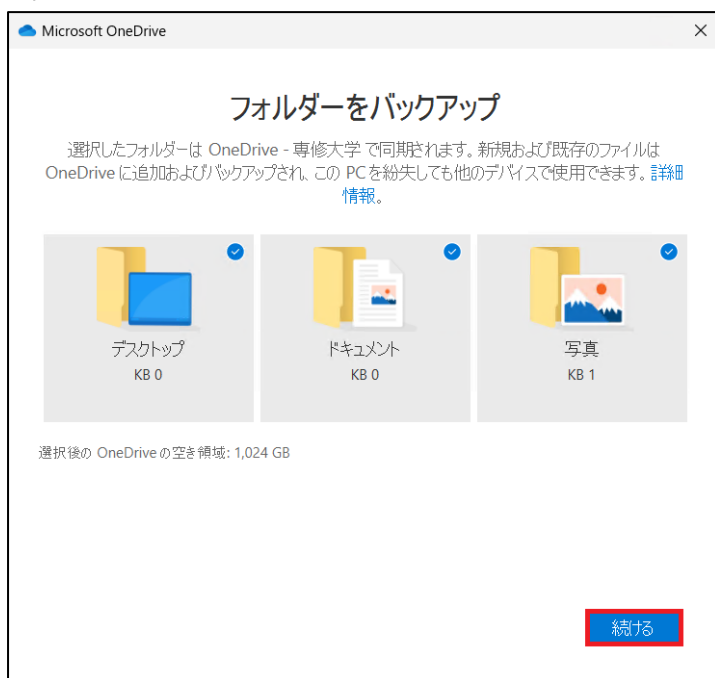 Microsoft OneDrive
フォルダーをバックアップ
選択したフォルダーは OneDrive - 専修大学 で同期されます。新規および既存のファイルは
OneDrive に追加およびバックアップされ、この PC を紛失しても他のデバイスで使用できます。詳細
情報。
デスクトップ
KB 0
ドキュメント
KB 0
写真
KB 1
選択後の OneDrive の空き領域: 1,024 GB
続ける